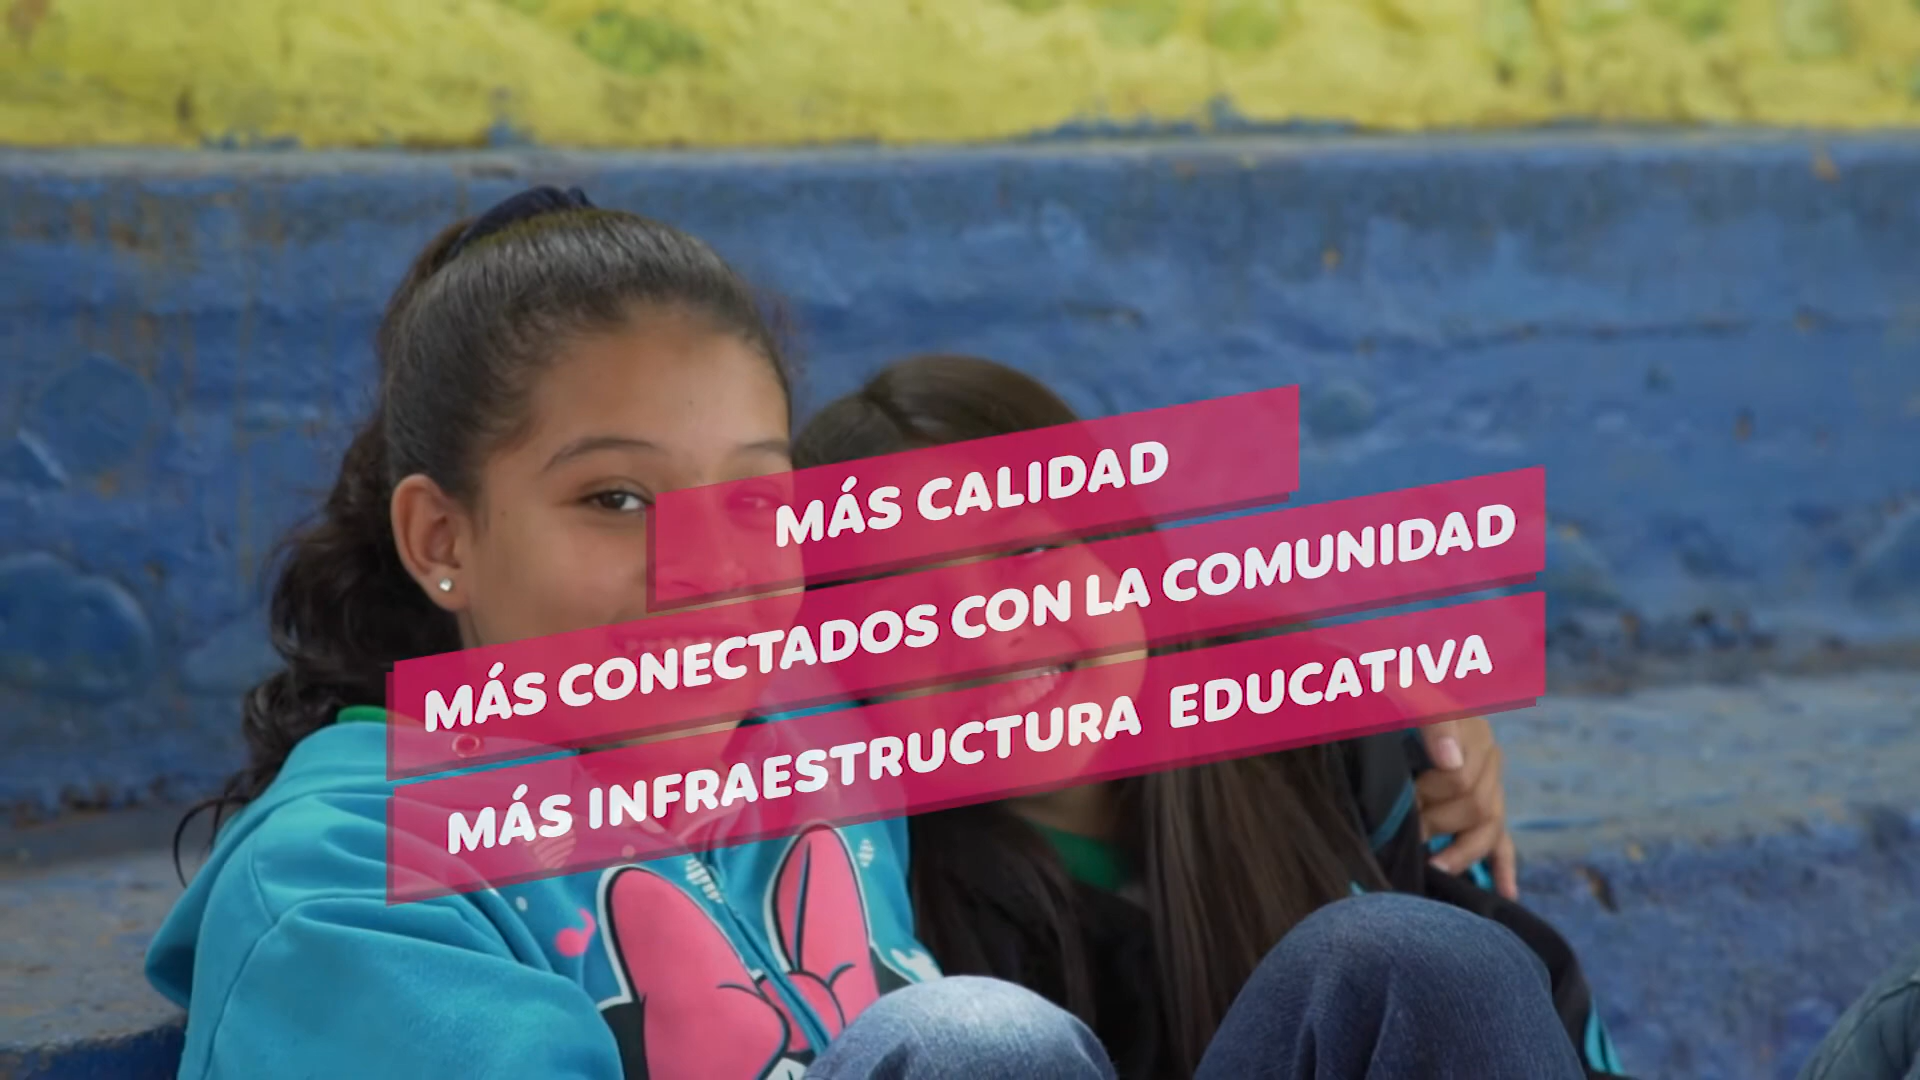 MÁS CALIDAD
MÁS CONECTADOS CON LA COMUNIDAD
MÁS INFRAESTRUCTURA EDUCATIVA